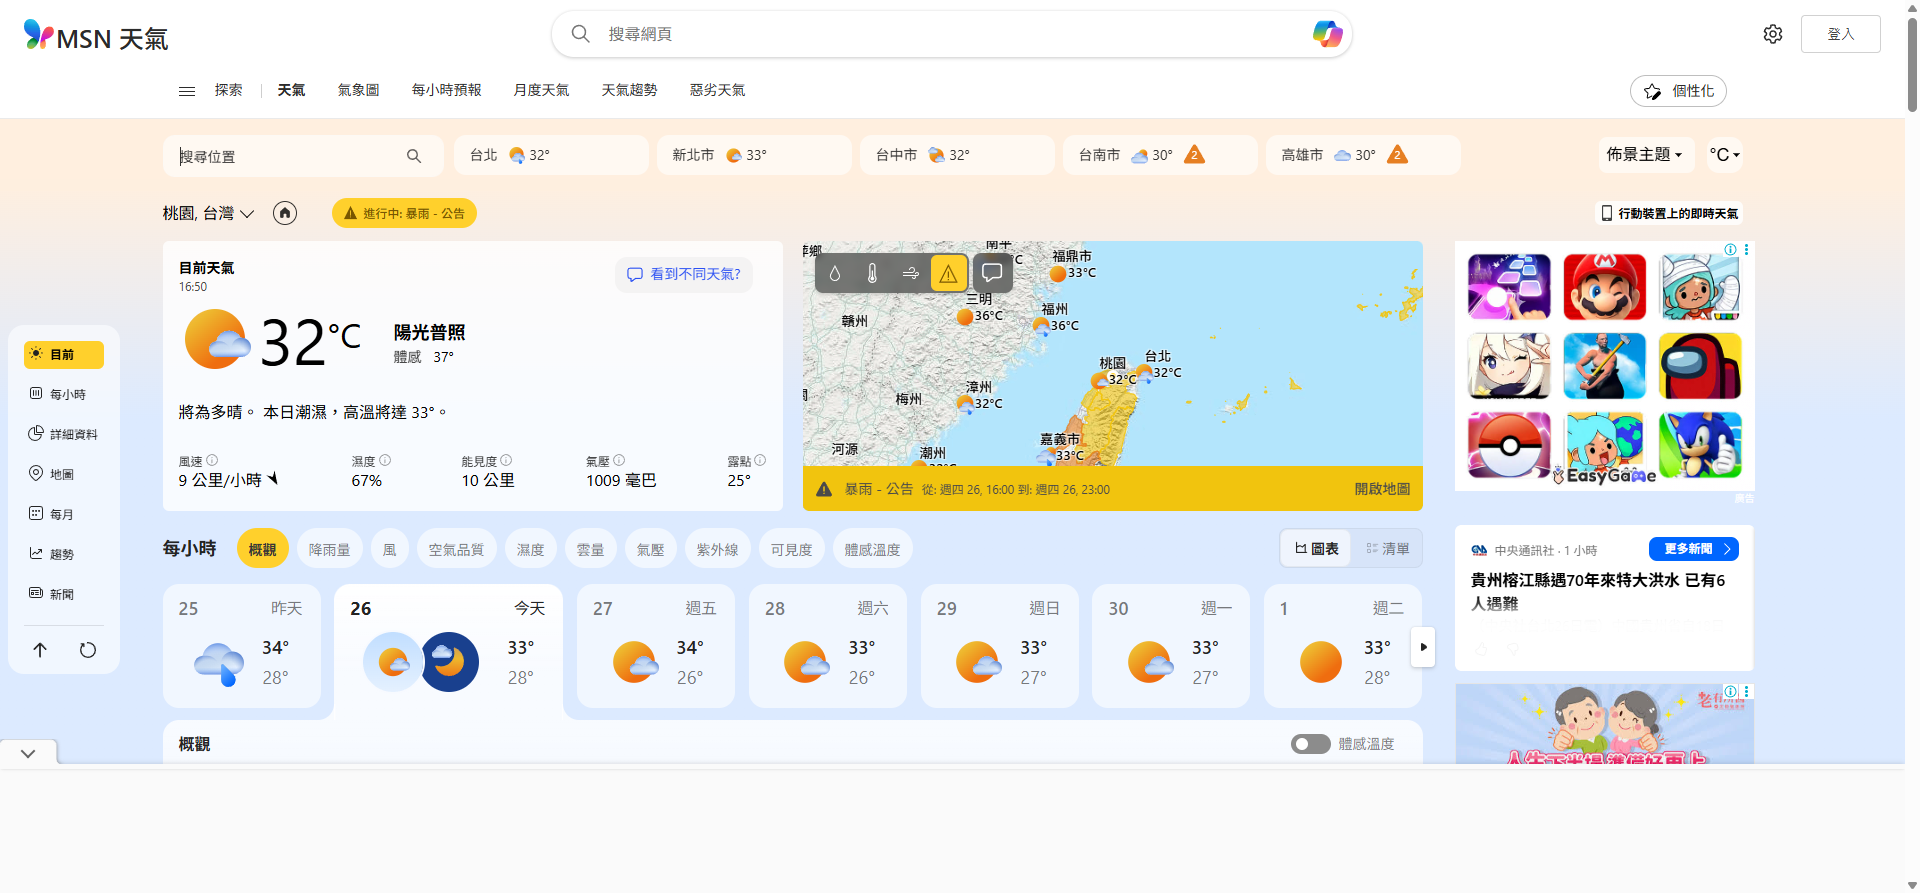 MSN 天氣
搜尋網頁
登入
探索
天氣
氣象圖
每小時預報
月度天氣
天氣趨勢
惡劣天氣
個性化
搜尋位置
台北 32°
新北市 33°
台中市 32°
台南市 30° 2
高雄市 30° 2
佈景主題
°C
桃園, 台灣
進行中: 暴雨 - 公告
行動裝置上的即時天氣
目前天氣
16:50
看到不同天氣?
32°C
陽光普照
體感 37°
將為多晴。 本日潮濕，高溫將達 33°。
風速
9 公里/小時
濕度
67%
能見度
10 公里
氣壓
1009 毫巴
露點
25°
南平
福鼎市
33°C
三明
36°C
福州
36°C
贛州
台北
32°C
桃園
32°C
漳州
32°C
梅州
嘉義市
33°C
河源
潮州
暴雨 - 公告 從: 週四 26, 16:00 到: 週四 26, 23:00
開啟地圖
EasyGame
廣告
目前
每小時
詳細資料
地圖
每月
趨勢
新聞
每小時
概觀
降雨量
風
空氣品質
濕度
雲量
氣壓
紫外線
可見度
體感溫度
圖表
清單
25 昨天
34°
28°
26 今天
33°
28°
27 週五
34°
26°
28 週六
33°
26°
29 週日
33°
27°
30 週一
33°
27°
1 週二
33°
28°
概觀
體感溫度
中央通訊社 · 1 小時
更多新聞
貴州榕江縣遇70年來特大洪水 已有6
人遇難